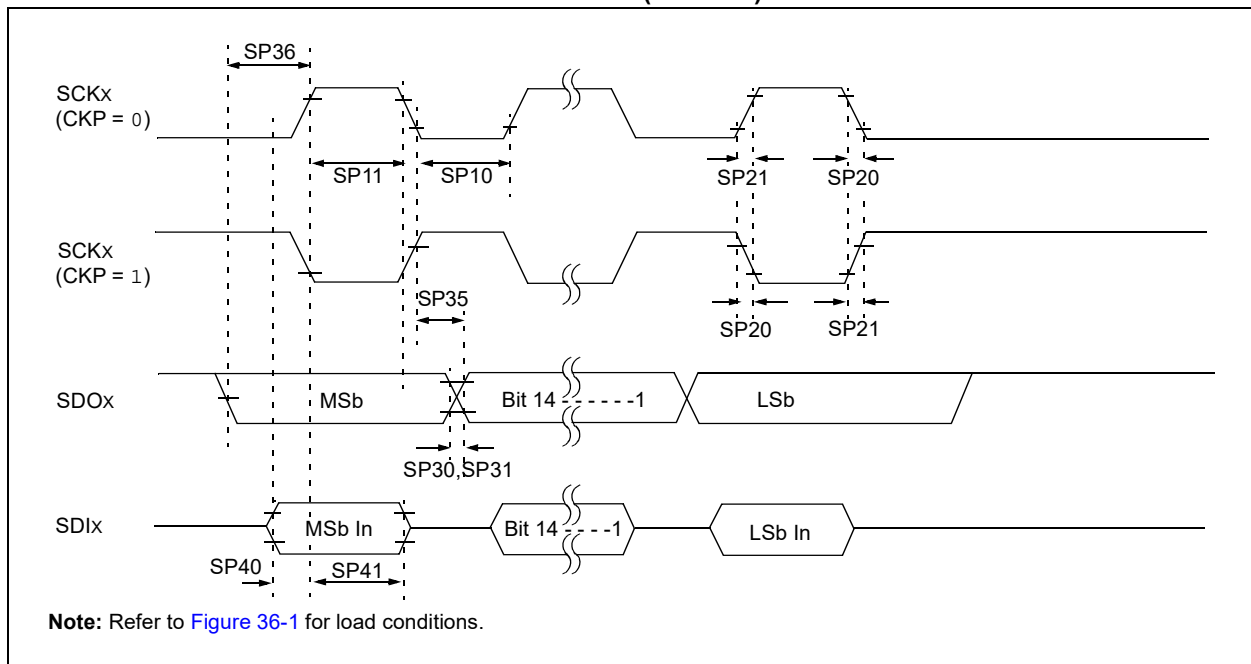 SP36
SCKx
(CKP = 0)
SP11
SP10
SP21
SP20
SCKx
(CKP = 1)
SP35
SP20
SP21
SDOx
MSb
Bit 14 - - - - - -1
LSb
SP30,SP31
SDIx
MSb In
Bit 14 - - - -1
LSb In
SP40
SP41
Note: Refer to Figure 36-1 for load conditions.